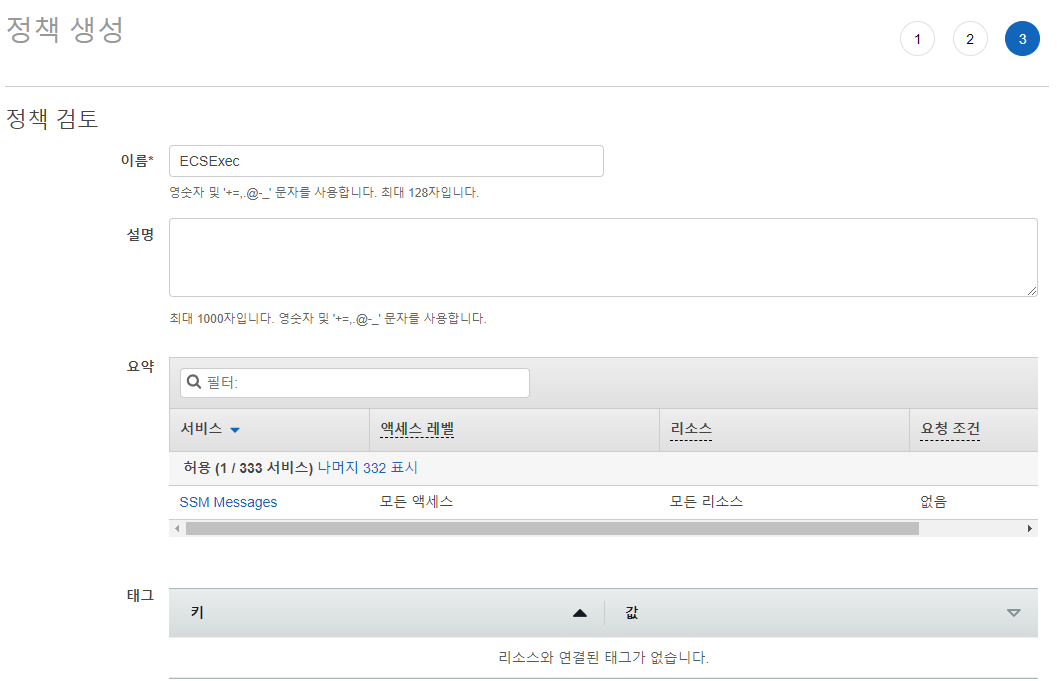 정책 생성
1 2 3
정책 검토
이름* ECSExec
영숫자 및 '+=,.@-_' 문자를 사용합니다. 최대 128자입니다.
설명
최대 1000자입니다. 영숫자 및 '+=,.@-_' 문자를 사용합니다.
요약 필터:
서비스 액세스 레벨 리소스 요청 조건
허용 (1 / 333 서비스) 나머지 332 표시
SSM Messages 모든 액세스 모든 리소스 없음
태그 키 값
리소스와 연결된 태그가 없습니다.